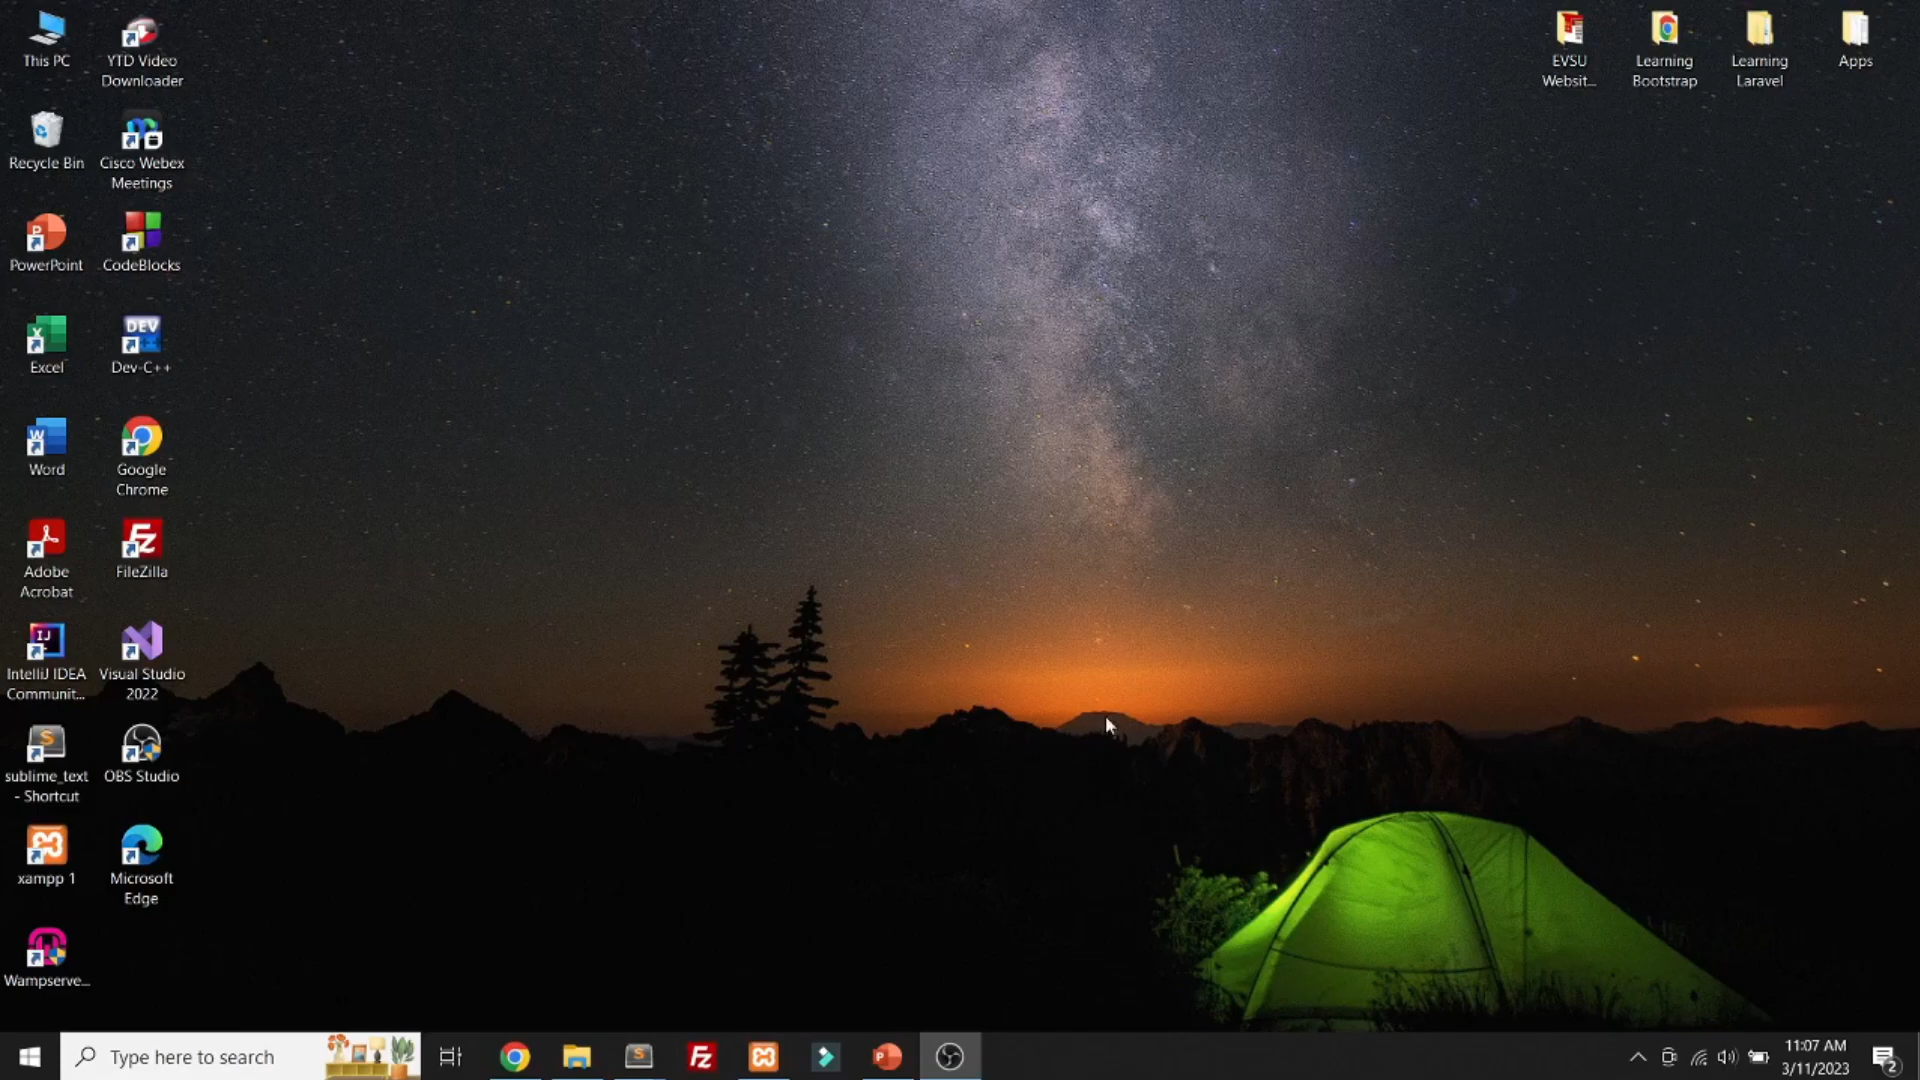 This PC
YTD Video
Downloader
Recycle Bin
Cisco Webex
Meetings
PowerPoint
CodeBlocks
Excel
DEV
Dev-C++
Word
Google
Chrome
Adobe
Acrobat
FileZilla
IntelliJ IDEA
Communit...
Visual Studio
2022
sublime_text
- Shortcut
OBS Studio
xampp 1
Microsoft
Edge
Wampserve...
EVSU
Websit...
Learning
Bootstrap
Learning
Laravel
Apps
Type here to search
11:07 AM
3/11/2023
2